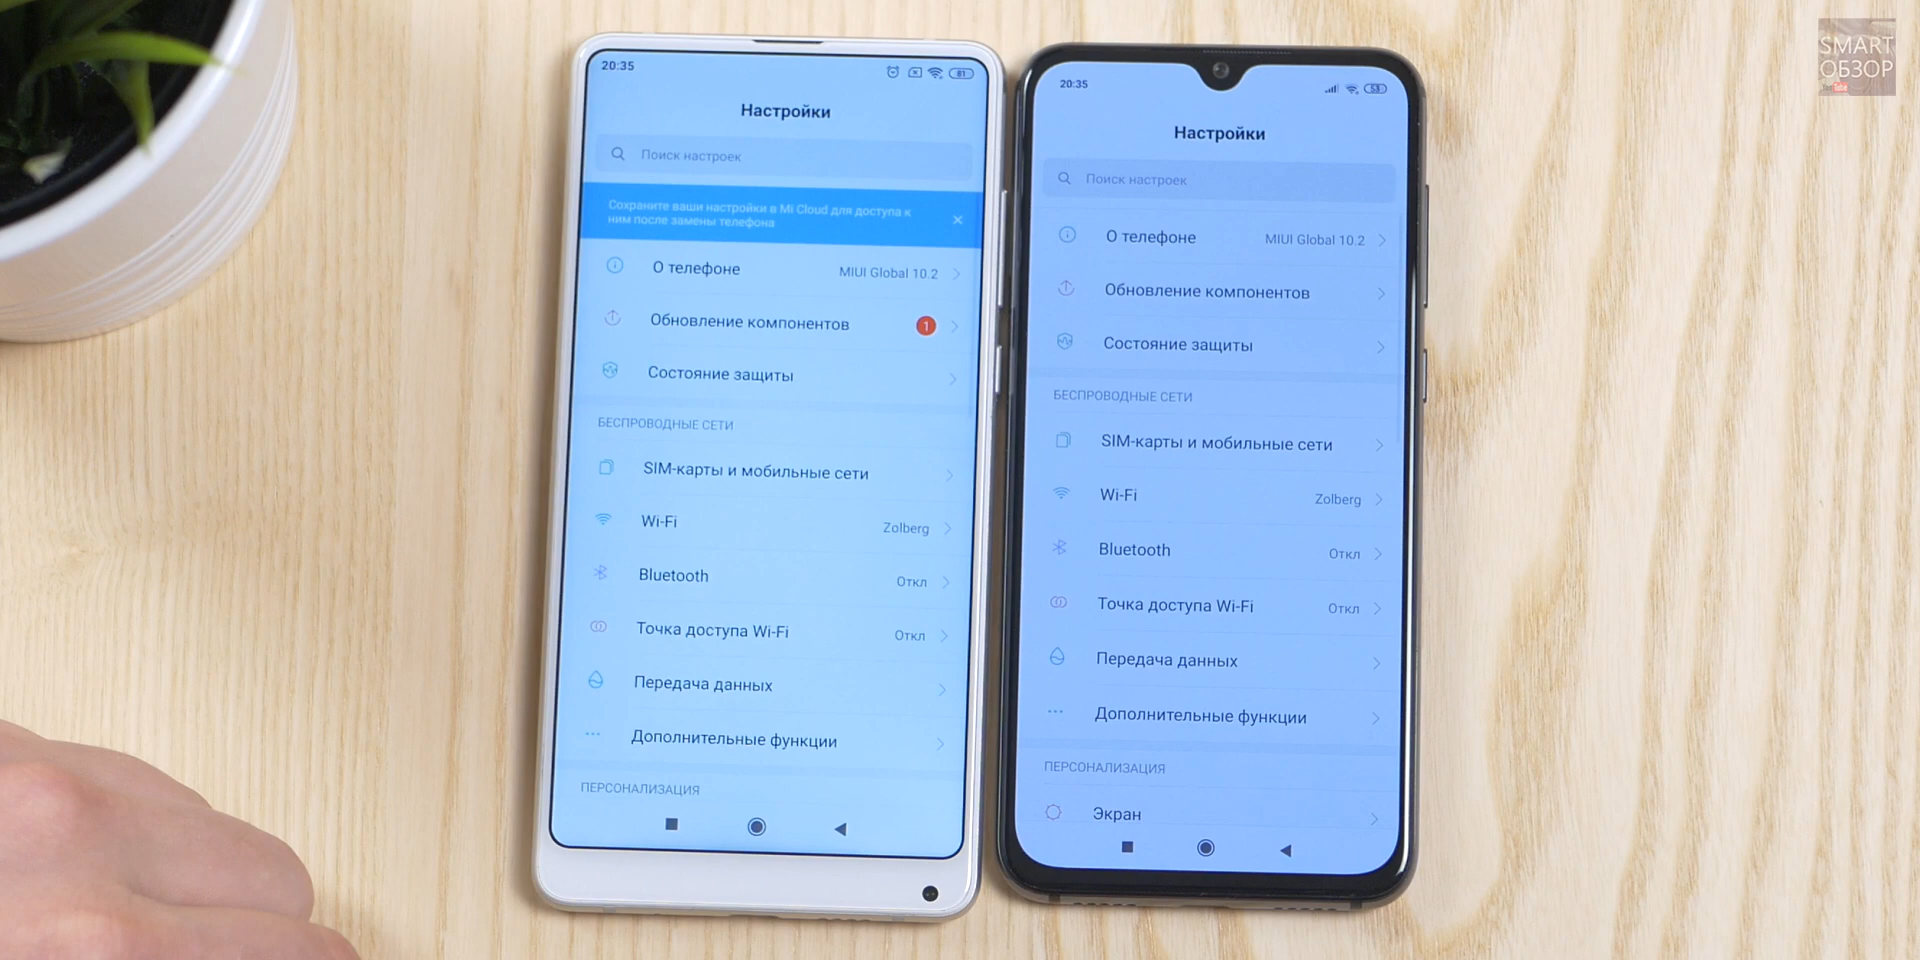 SMART
ОБЗОР
YouTube
20:35
81
Настройки
Поиск настроек
Сохраните ваши настройки в Mi Cloud для доступа к
ним после замены телефона
О телефоне MIUI Global 10.2
Обновление компонентов 1
Состояние защиты
БЕСПРОВОДНЫЕ СЕТИ
SIM-карты и мобильные сети
Wi-Fi Zolberg
Bluetooth Откл
Точка доступа Wi-Fi Откл
Передача данных
Дополнительные функции
ПЕРСОНАЛИЗАЦИЯ
20:35
53
Настройки
Поиск настроек
О телефоне MIUI Global 10.2
Обновление компонентов
Состояние защиты
БЕСПРОВОДНЫЕ СЕТИ
SIM-карты и мобильные сети
Wi-Fi Zolberg
Bluetooth Откл
Точка доступа Wi-Fi Откл
Передача данных
Дополнительные функции
ПЕРСОНАЛИЗАЦИЯ
Экран